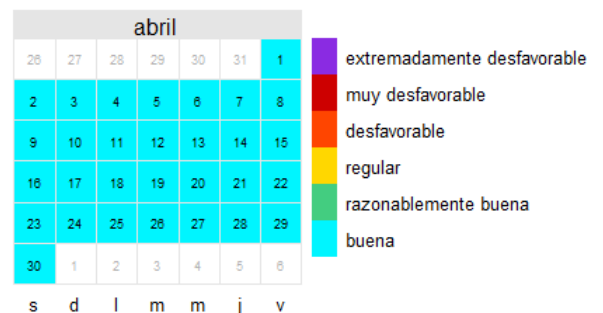 abril
26 27 28 29 30 31 1
2 3 4 5 6 7 8
9 10 11 12 13 14 15
16 17 18 19 20 21 22
23 24 25 26 27 28 29
30 1 2 3 4 5 6
s d l m m j v
extremadamente desfavorable
muy desfavorable
desfavorable
regular
razonablemente buena
buena